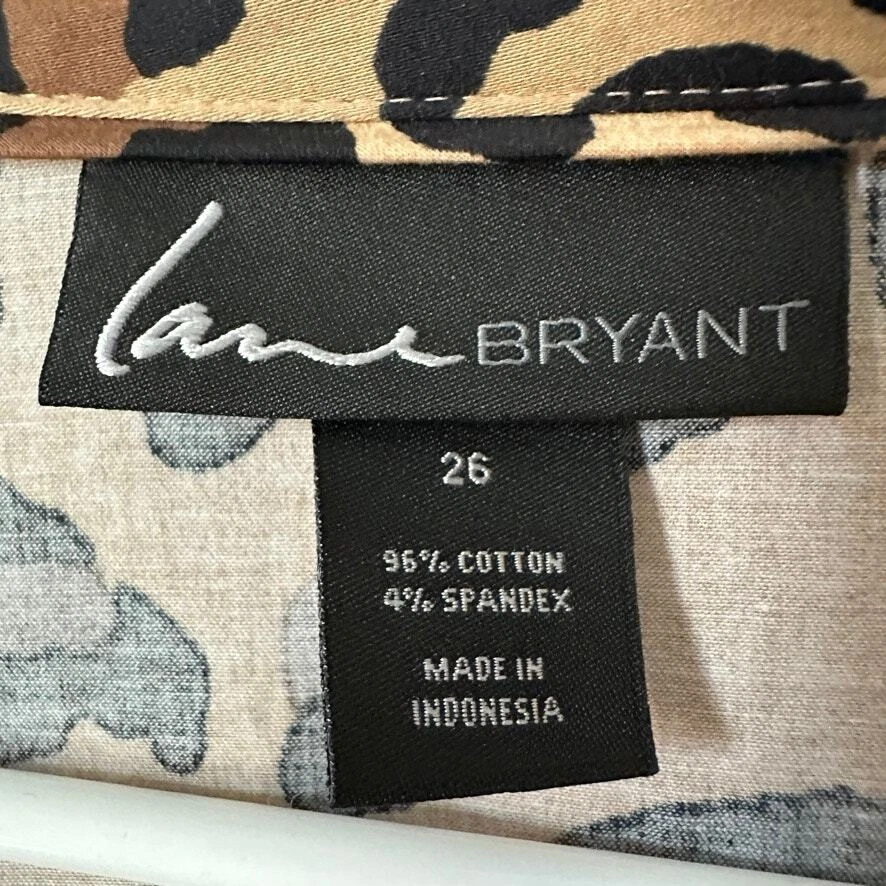 Lane BRYANT
26
96% COTTON
4% SPANDEX
MADE IN
INDONESIA